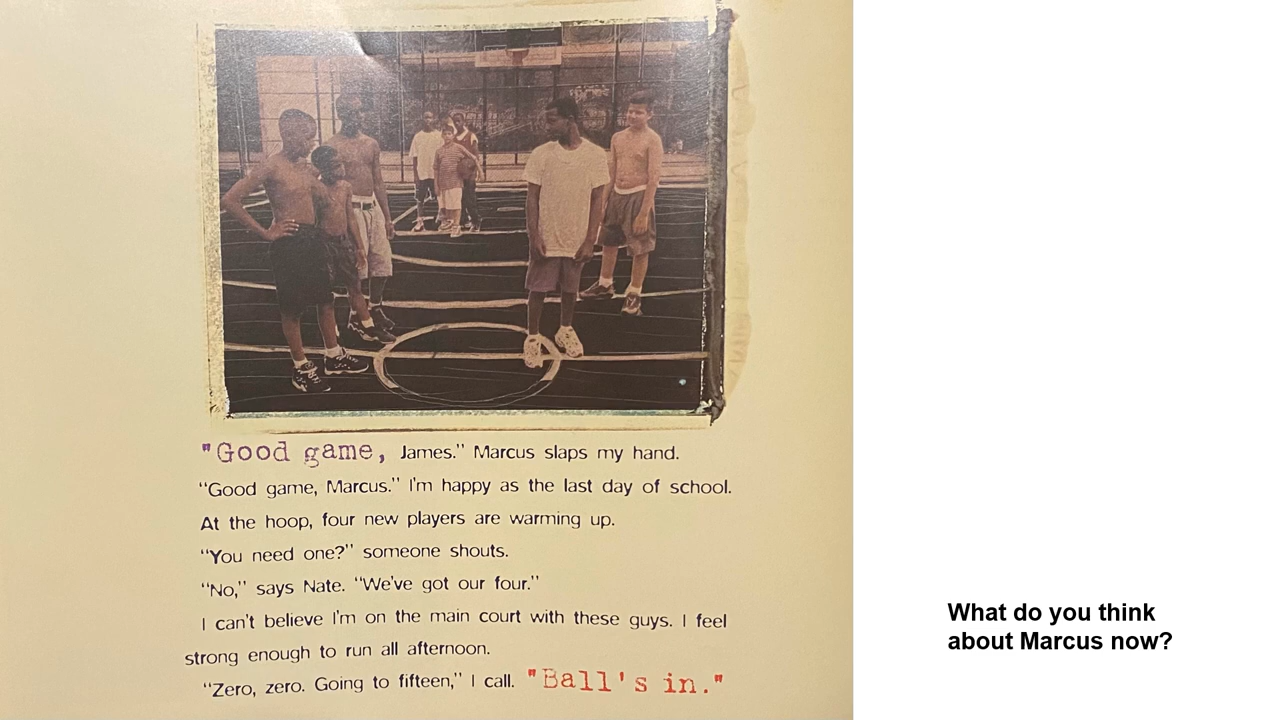 "Good game, James." Marcus slaps my hand.
"Good game, Marcus." I'm happy as the last day of school.
At the hoop, four new players are warming up.
"You need one?" someone shouts.
"No," says Nate. "We've got our four."
I can't believe I'm on the main court with these guys. I feel
strong enough to run all afternoon.
"Zero, zero. Going to fifteen," I call. "Ball's in."
What do you think
about Marcus now?